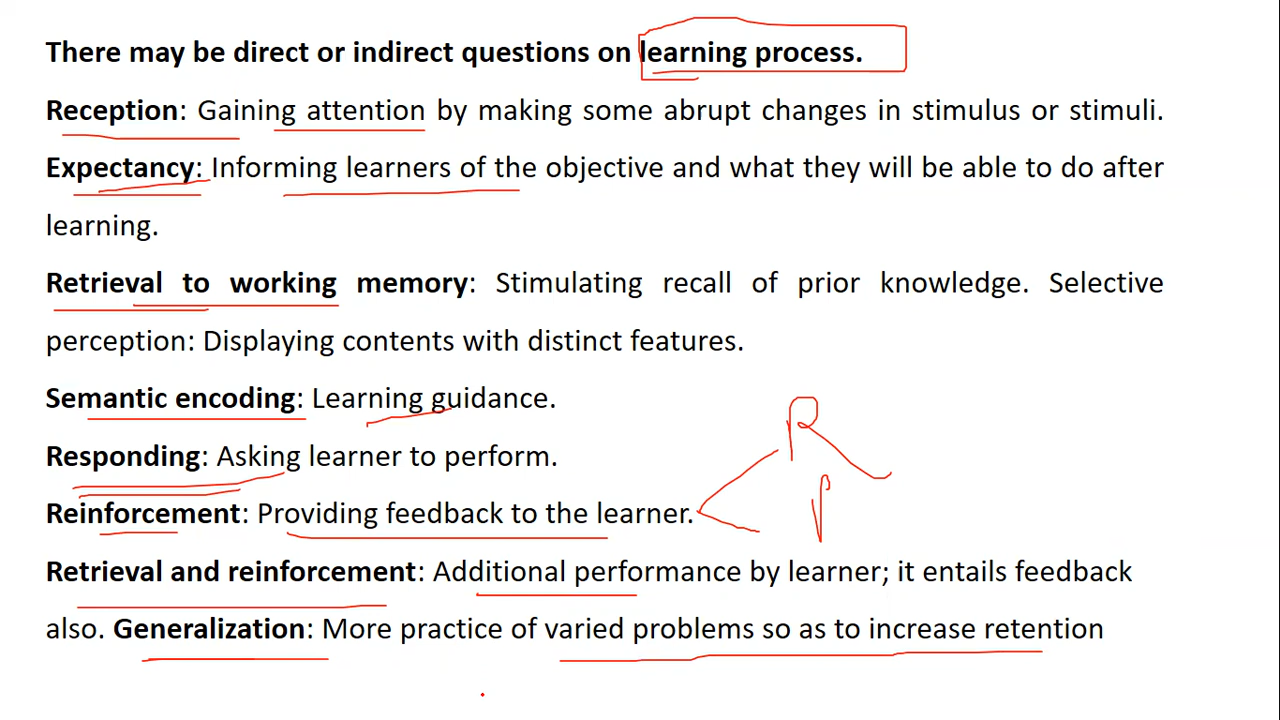 There may be direct or indirect questions on learning process.
Reception: Gaining attention by making some abrupt changes in stimulus or stimuli.
Expectancy: Informing learners of the objective and what they will be able to do after
learning.
Retrieval to working memory: Stimulating recall of prior knowledge. Selective
perception: Displaying contents with distinct features.
Semantic encoding: Learning guidance.
R
Responding: Asking learner to perform.
Reinforcement: Providing feedback to the learner.
Retrieval and reinforcement: Additional performance by learner; it entails feedback
also. Generalization: More practice of varied problems so as to increase retention